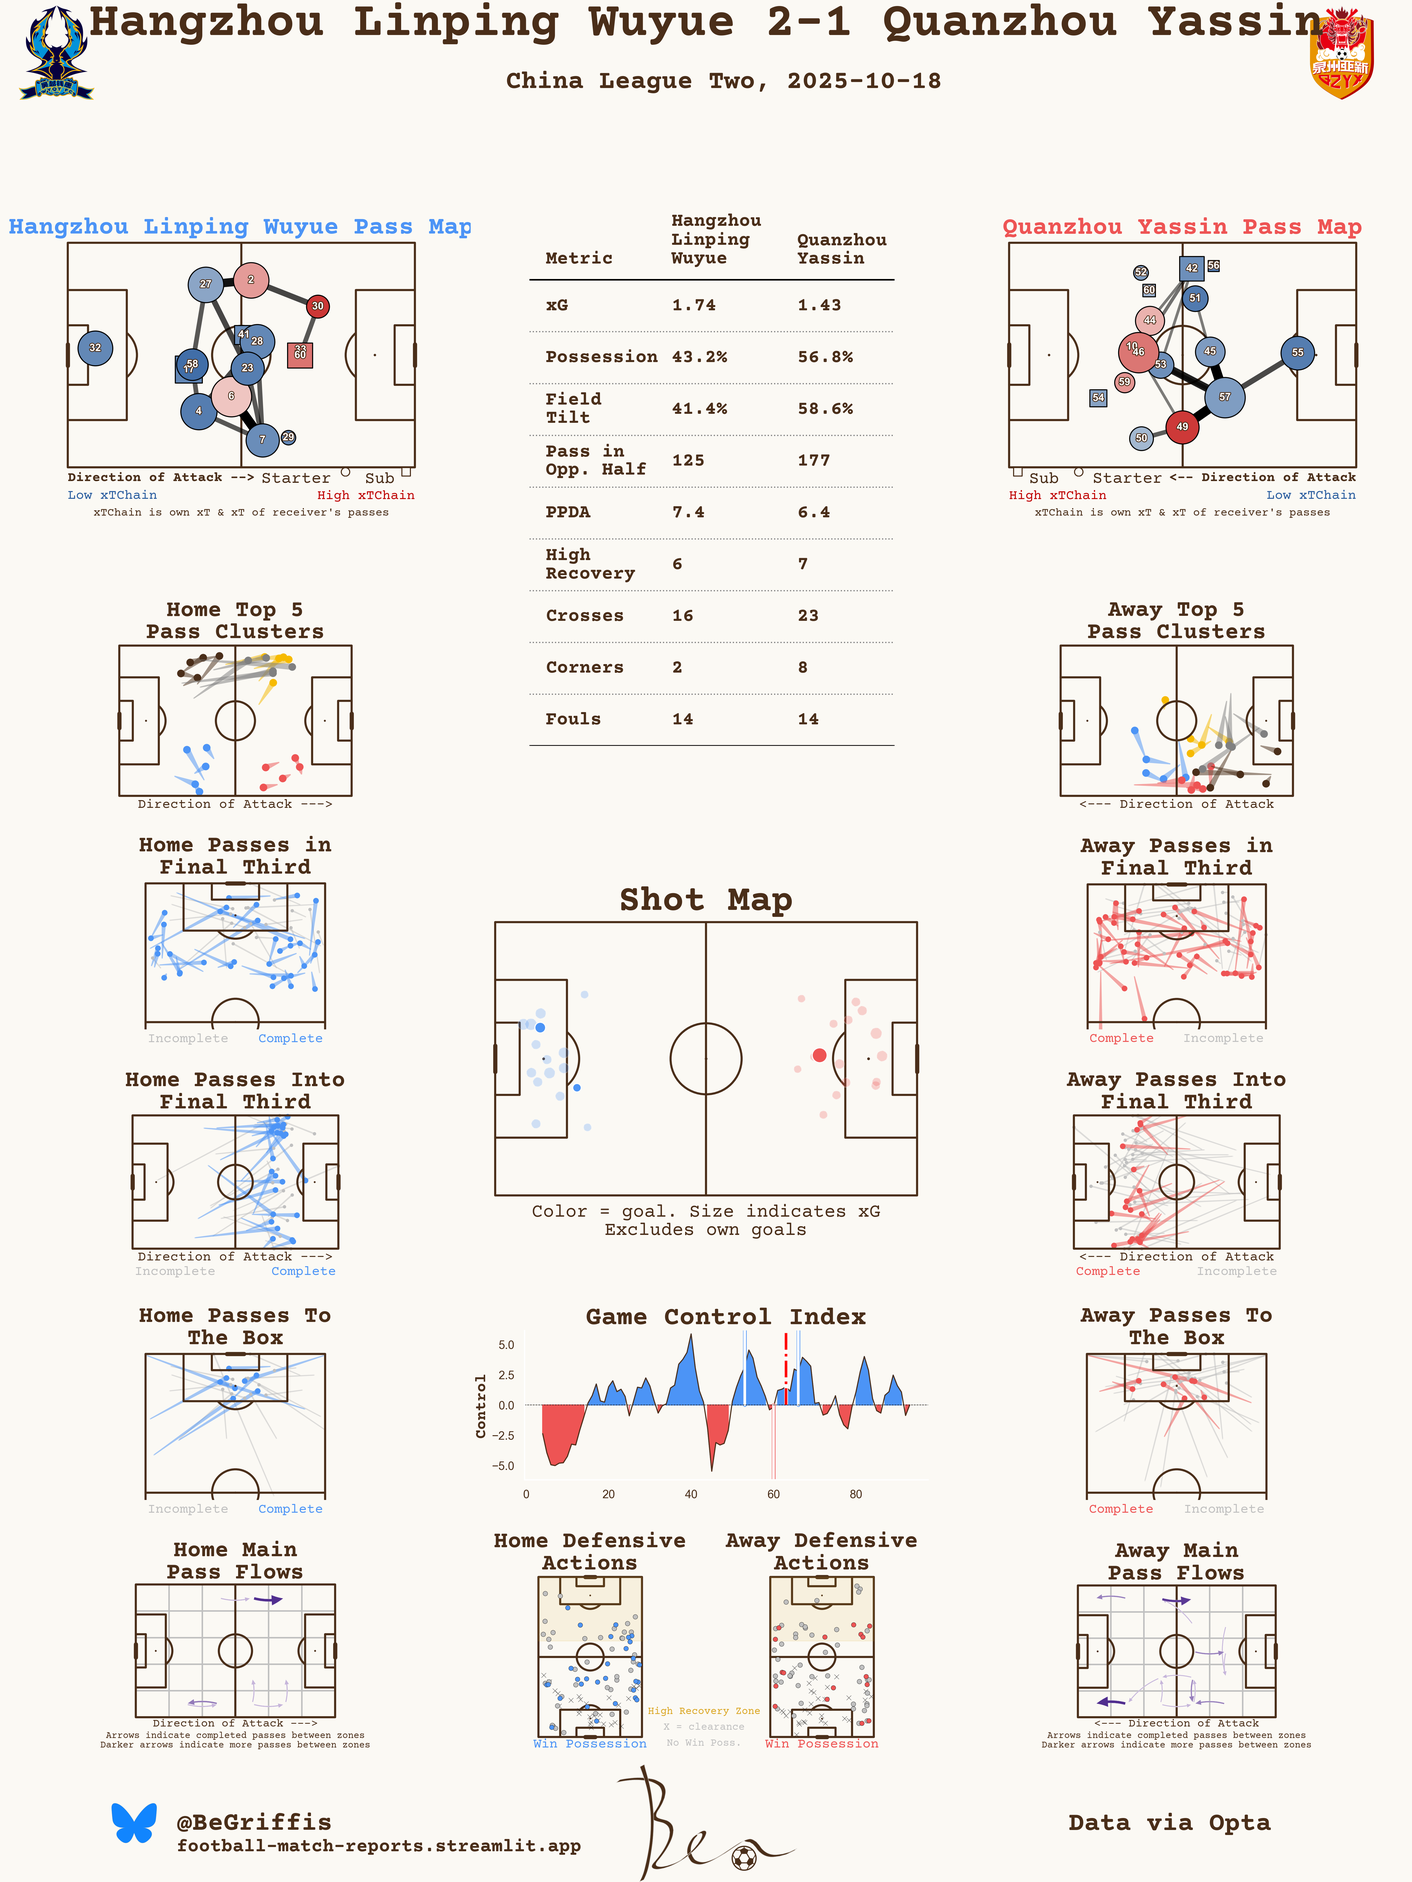 Hangzhou Linping Wuyue 2-1 Quanzhou Yassin
China League Two, 2025-10-18
泉州亚新
QZYX
Hangzhou Linping Wuyue Pass Map
27
2
30
32
41
28
33
60
58
17
23
6
4
7
29
Direction of Attack --> Starter Sub
Low xTChain High xTChain
xTChain is own xT & xT of receiver's passes
Metric Hangzhou Linping Wuyue Quanzhou Yassin
xG 1.74 1.43
Possession 43.2% 56.8%
Field Tilt 41.4% 58.6%
Pass in Opp. Half 125 177
PPDA 7.4 6.4
High Recovery 6 7
Crosses 16 23
Corners 2 8
Fouls 14 14
Quanzhou Yassin Pass Map
52
42
56
60
51
44
10
46
53
45
55
59
54
57
49
50
Sub Starter <-- Direction of Attack
High xTChain Low xTChain
xTChain is own xT & xT of receiver's passes
Home Top 5
Pass Clusters
Direction of Attack --->
Away Top 5
Pass Clusters
<--- Direction of Attack
Home Passes in
Final Third
Incomplete Complete
Away Passes in
Final Third
Complete Incomplete
Shot Map
Color = goal. Size indicates xG
Excludes own goals
Home Passes Into
Final Third
Direction of Attack --->
Incomplete Complete
Away Passes Into
Final Third
<--- Direction of Attack
Complete Incomplete
Home Passes To
The Box
Incomplete Complete
Game Control Index
Control
5.0
2.5
0.0
−2.5
−5.0
0 20 40 60 80
Away Passes To
The Box
Complete Incomplete
Home Main
Pass Flows
Direction of Attack --->
Arrows indicate completed passes between zones
Darker arrows indicate more passes between zones
Home Defensive
Actions
Win Possession
High Recovery Zone
X = clearance
No Win Poss.
Away Defensive
Actions
Win Possession
Away Main
Pass Flows
<--- Direction of Attack
Arrows indicate completed passes between zones
Darker arrows indicate more passes between zones
@BeGriffis
football-match-reports.streamlit.app
Ben
Data via Opta